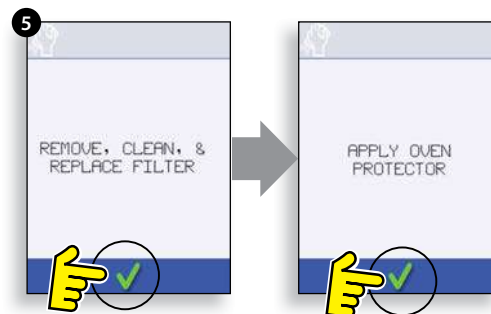 5
REMOVE, CLEAN, &
REPLACE FILTER
APPLY OVEN
PROTECTOR